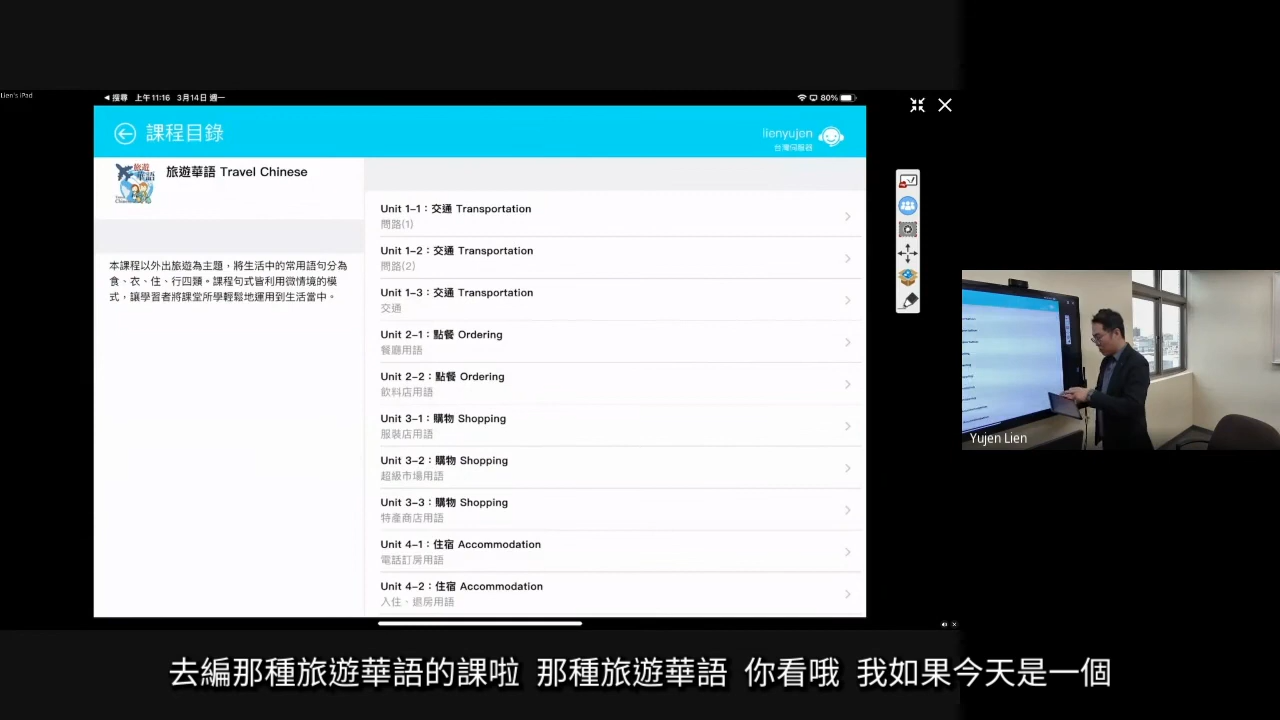 Lien's iPad
◀ 搜尋 上午11:16 3月14日 週一
80%
課程目錄
lienyujen
台灣伺服器
旅遊華語
旅遊華語 Travel Chinese
本課程以外出旅遊為主題，將生活中的常用語句分為
食、衣、住、行四類。課程句式皆利用微情境的模
式，讓學習者將課堂所學輕鬆地運用到生活當中。
Unit 1-1：交通 Transportation
問路(1)
Unit 1-2：交通 Transportation
問路(2)
Unit 1-3：交通 Transportation
交通
Unit 2-1：點餐 Ordering
餐廳用語
Unit 2-2：點餐 Ordering
飲料店用語
Unit 3-1：購物 Shopping
服裝店用語
Unit 3-2：購物 Shopping
超級市場用語
Unit 3-3：購物 Shopping
特產商店用語
Unit 4-1：住宿 Accommodation
電話訂房用語
Unit 4-2：住宿 Accommodation
入住、退房用語
Yujen Lien
去編那種旅遊華語的課啦 那種旅遊華語 你看哦 我如果今天是一個